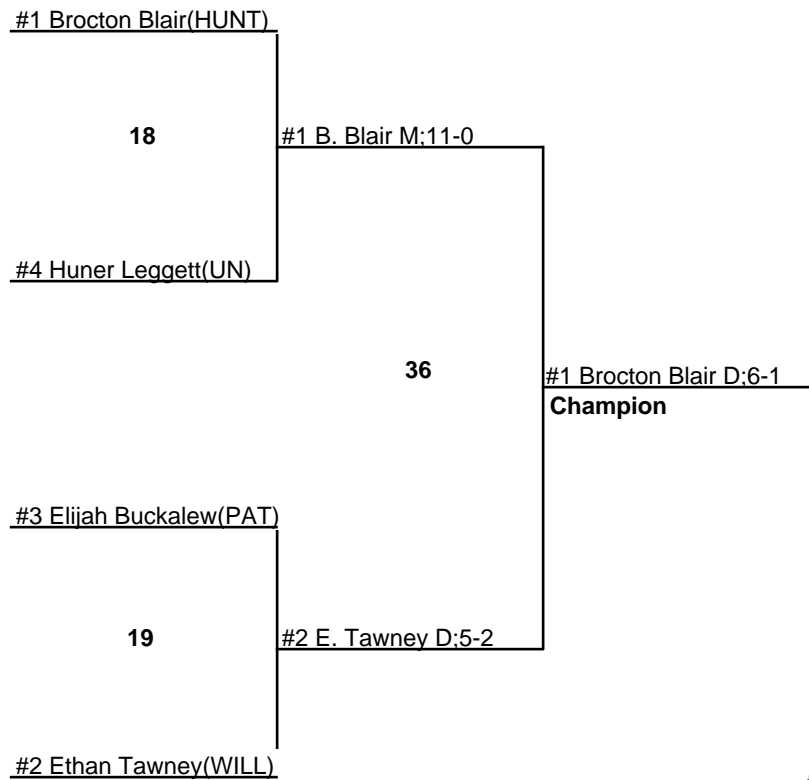 #1 Brocton Blair(HUNT)
18
#1 B. Blair M;11-0
#4 Huner Leggett(UN)
36
#1 Brocton Blair D;6-1
Champion
#3 Elijah Buckalew(PAT)
19
#2 E. Tawney D;5-2
#2 Ethan Tawney(WILL)